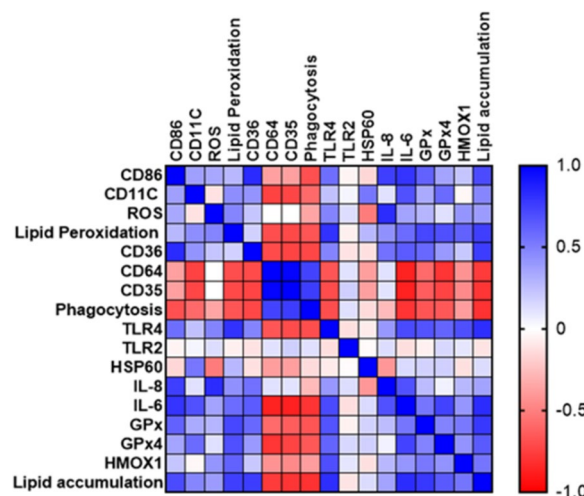 CD86
CD11C
ROS
Lipid Peroxidation
CD36
CD64
CD35
Phagocytosis
TLR4
TLR2
HSP60
IL-8
IL-6
GPx
GPx4
HMOX1
Lipid accumulation
CD86
CD11C
ROS
Lipid Peroxidation
CD36
CD64
CD35
Phagocytosis
TLR4
TLR2
HSP60
IL-8
IL-6
GPx
GPx4
HMOX1
Lipid accumulation
1.0
0.5
0
-0.5
-1.0